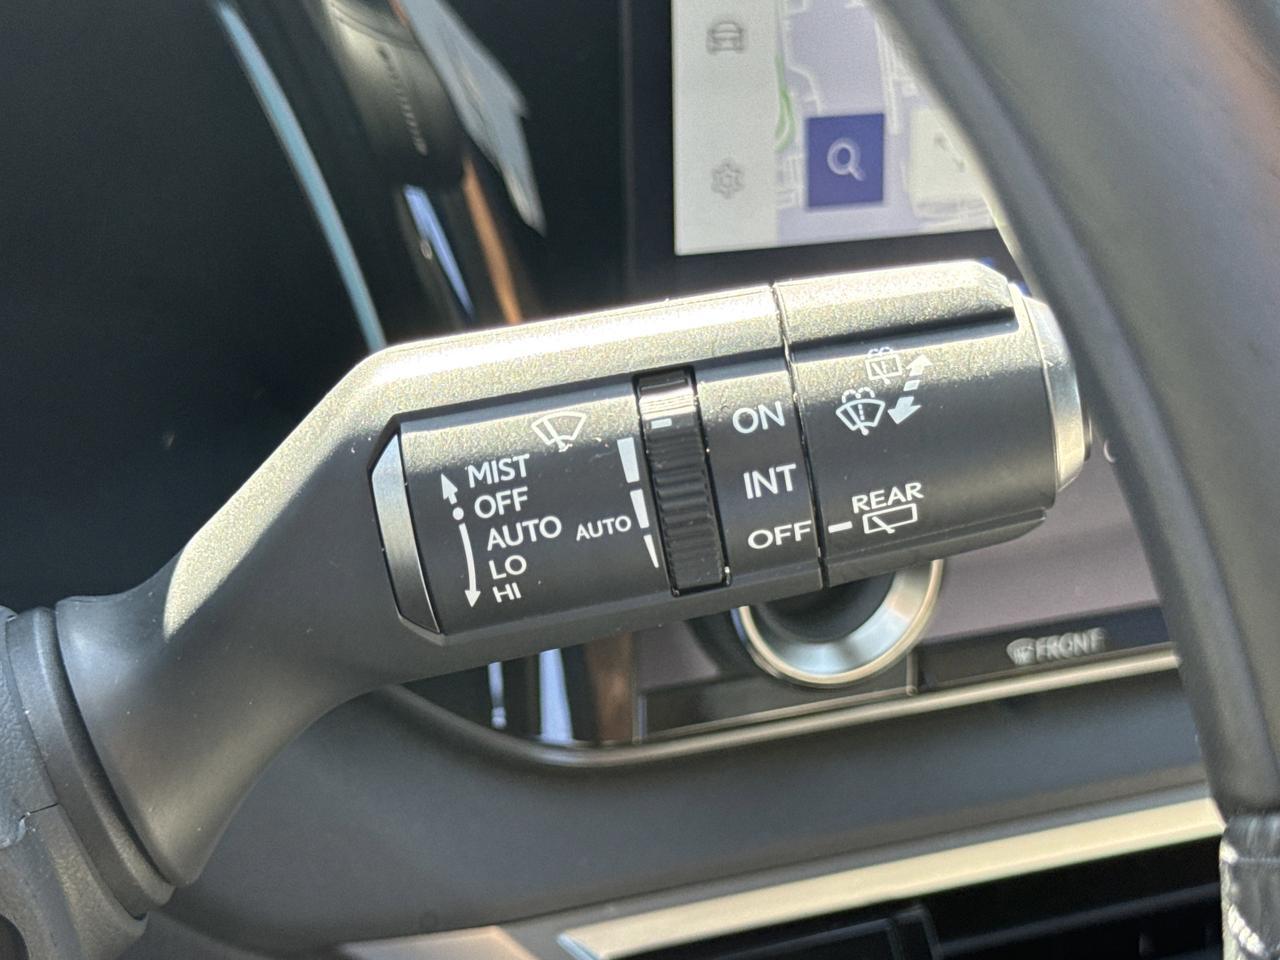 MIST
OFF
AUTO
LO
HI
AUTO
ON
INT
OFF
REAR
FRONT